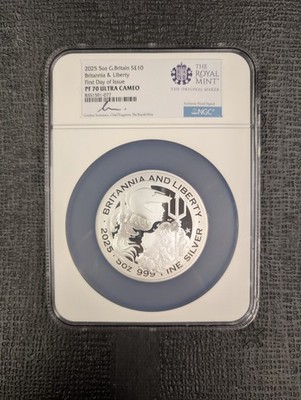 2025 5oz G.Britain S£10
Britannia & Liberty
First Day of Issue
PF 70 ULTRA CAMEO
THE
ROYAL
MINT
THE ORIGINAL MAKER
NGC
BRITANNIA AND LIBERTY
2025 · 5oz 999 FINE SILVER